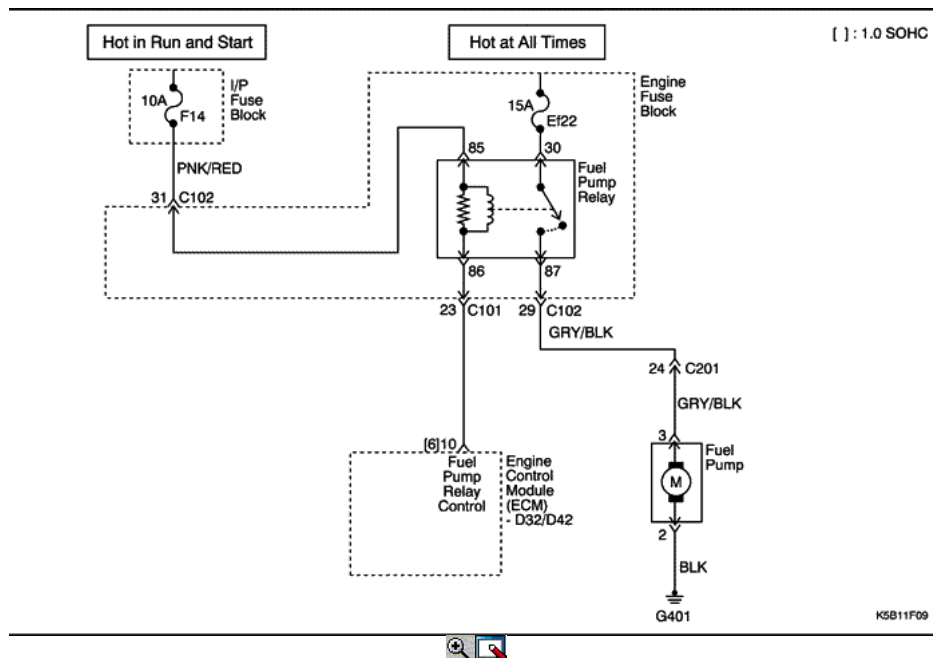 Hot in Run and Start
Hot at All Times
[ ] : 1.0 SOHC
10A
F14
I/P
Fuse
Block
15A
Ef22
Engine
Fuse
Block
PNK/RED
31
C102
85
30
Fuel
Pump
Relay
86
87
23
C101
29
C102
GRY/BLK
24
C201
GRY/BLK
[6]10
Fuel
Pump
Relay
Control
Engine
Control
Module
(ECM)
- D32/D42
3
Fuel
Pump
M
2
BLK
G401
K5B11F09